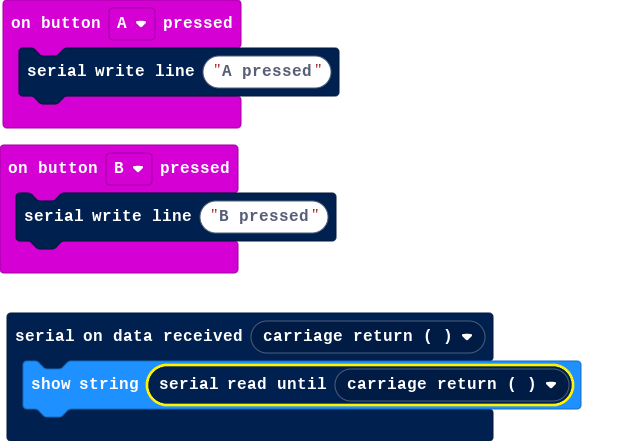 on button A pressed
serial write line "A pressed"
on button B pressed
serial write line "B pressed"
serial on data received carriage return ( )
show string serial read until carriage return ( )